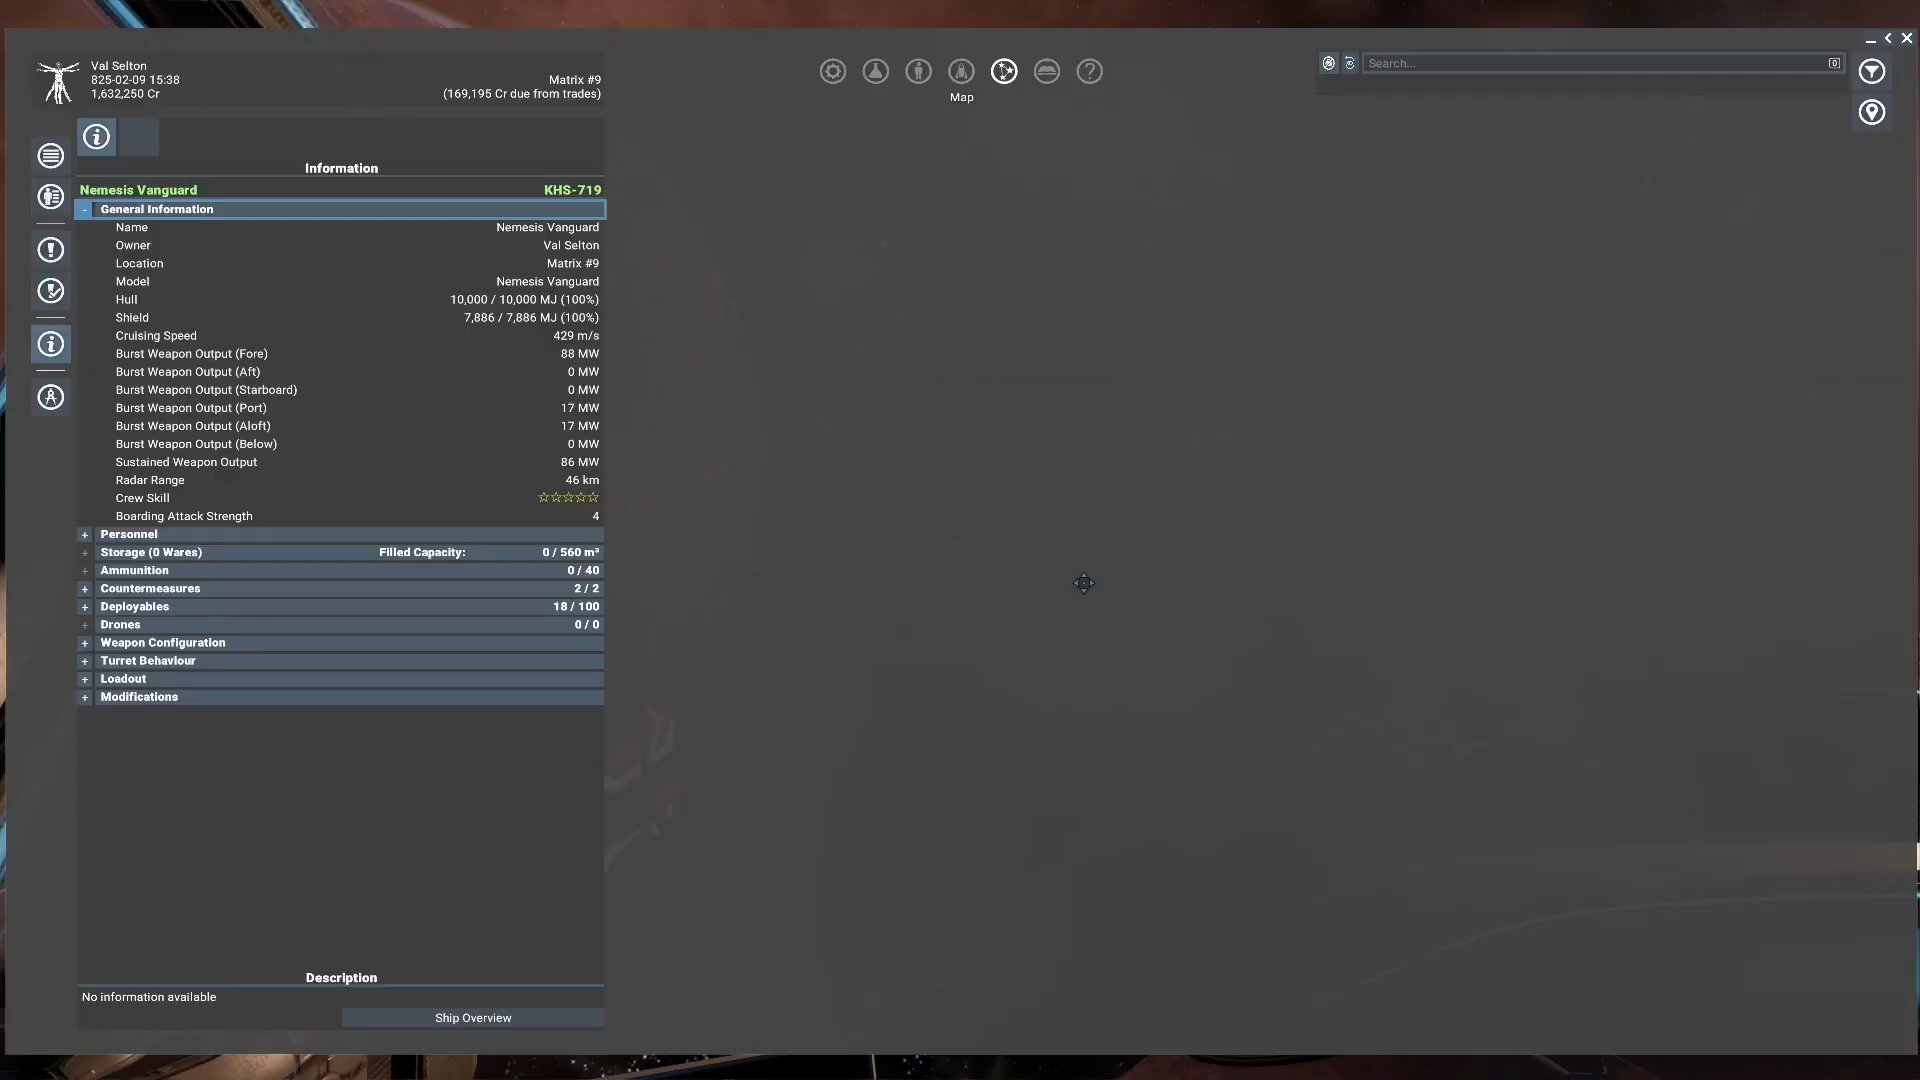 Val Selton
825-02-09 15:38
1,632,250 Cr
Matrix #9
(169,195 Cr due from trades)
Map
Search...
Information
Nemesis Vanguard KHS-719
- General Information
Name Nemesis Vanguard
Owner Val Selton
Location Matrix #9
Model Nemesis Vanguard
Hull 10,000 / 10,000 MJ (100%)
Shield 7,886 / 7,886 MJ (100%)
Cruising Speed 429 m/s
Burst Weapon Output (Fore) 88 MW
Burst Weapon Output (Aft) 0 MW
Burst Weapon Output (Starboard) 0 MW
Burst Weapon Output (Port) 17 MW
Burst Weapon Output (Aloft) 17 MW
Burst Weapon Output (Below) 0 MW
Sustained Weapon Output 86 MW
Radar Range 46 km
Crew Skill ☆☆☆☆☆
Boarding Attack Strength 4
+ Personnel
+ Storage (0 Wares) Filled Capacity: 0 / 560 m³
+ Ammunition 0 / 40
+ Countermeasures 2 / 2
+ Deployables 18 / 100
+ Drones 0 / 0
+ Weapon Configuration
+ Turret Behaviour
+ Loadout
+ Modifications
Description
No information available
Ship Overview